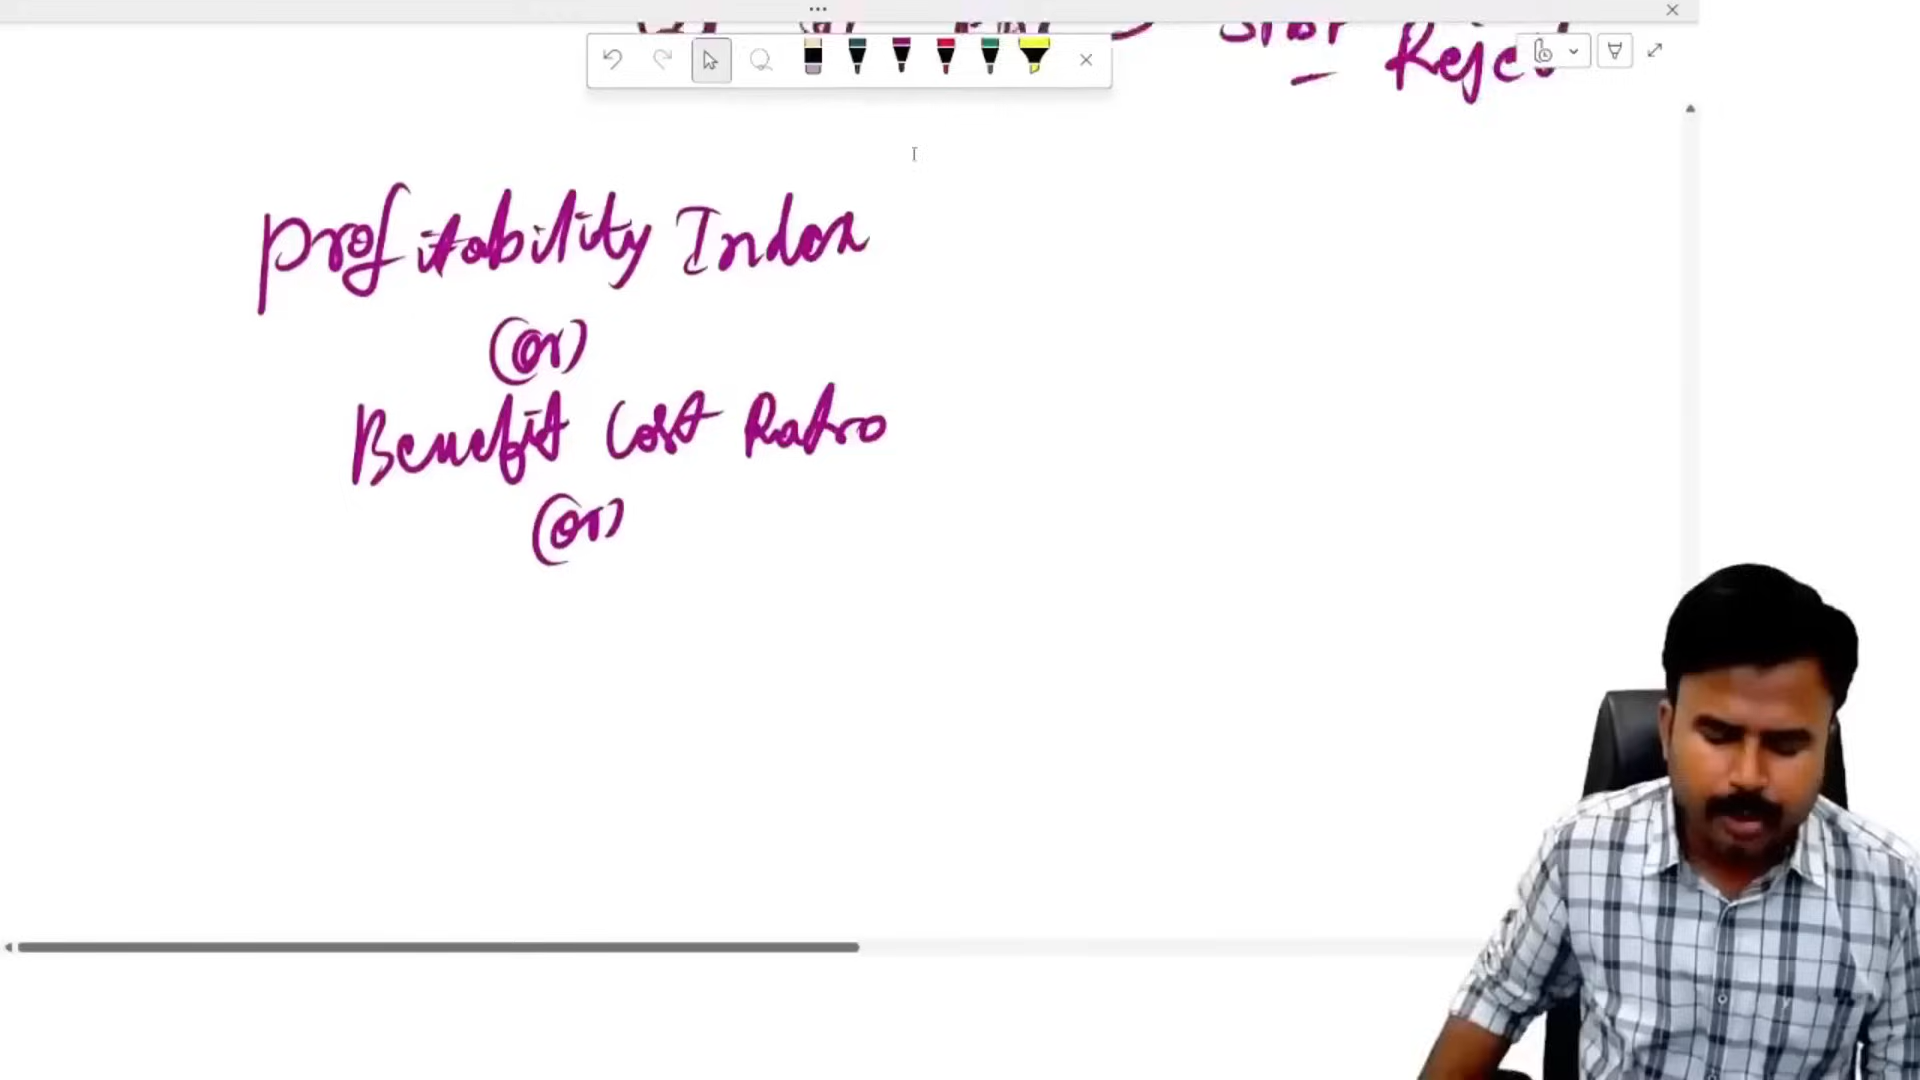 Reject
Profitability Index
(or)
Benefit Cost Ratio
(or)